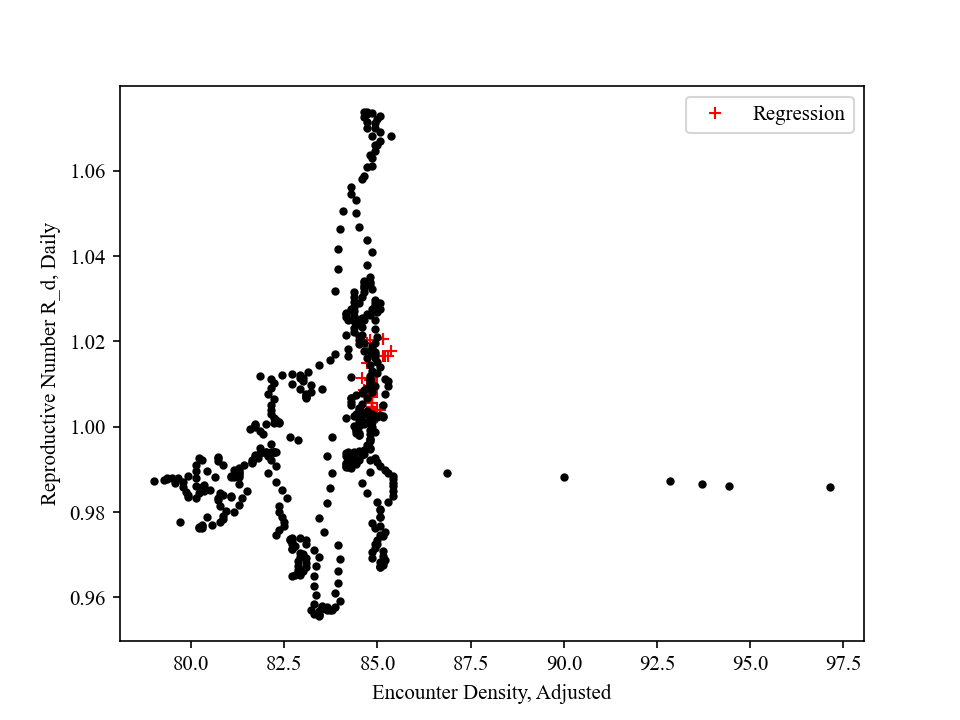 Regression
1.06
1.04
1.02
1.00
0.98
0.96
Reproductive Number R_d, Daily
80.0 82.5 85.0 87.5 90.0 92.5 95.0 97.5
Encounter Density, Adjusted